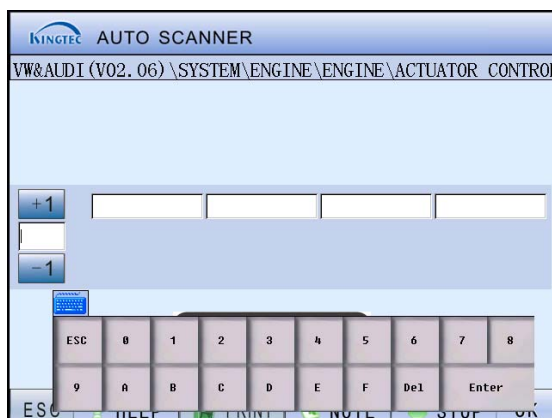 KINGTEC AUTO SCANNER
VW&AUDI(V02.06)\SYSTEM\ENGINE\ENGINE\ACTUATOR CONTROL
+1
-1
ESC 0 1 2 3 4 5 6 7 8
9 A B C D E F Del Enter
ESC HELP PRINT NOTE STOP OK